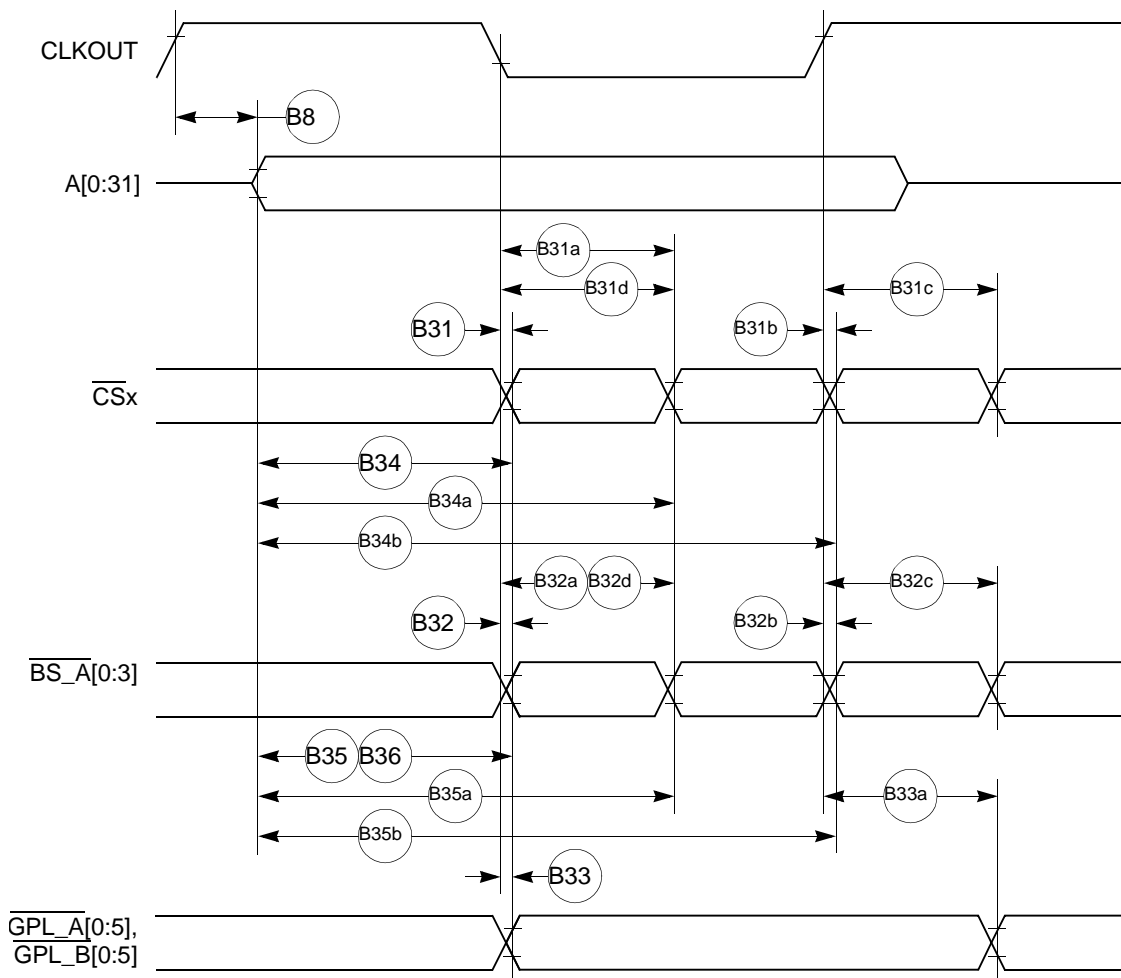 CLKOUT
B8
A[0:31]
B31a
B31d
B31c
B31
B31b
CSx
B34
B34a
B34b
B32a B32d
B32c
B32
B32b
BS_A[0:3]
B35 B36
B35a
B33a
B35b
B33
GPL_A[0:5],
GPL_B[0:5]